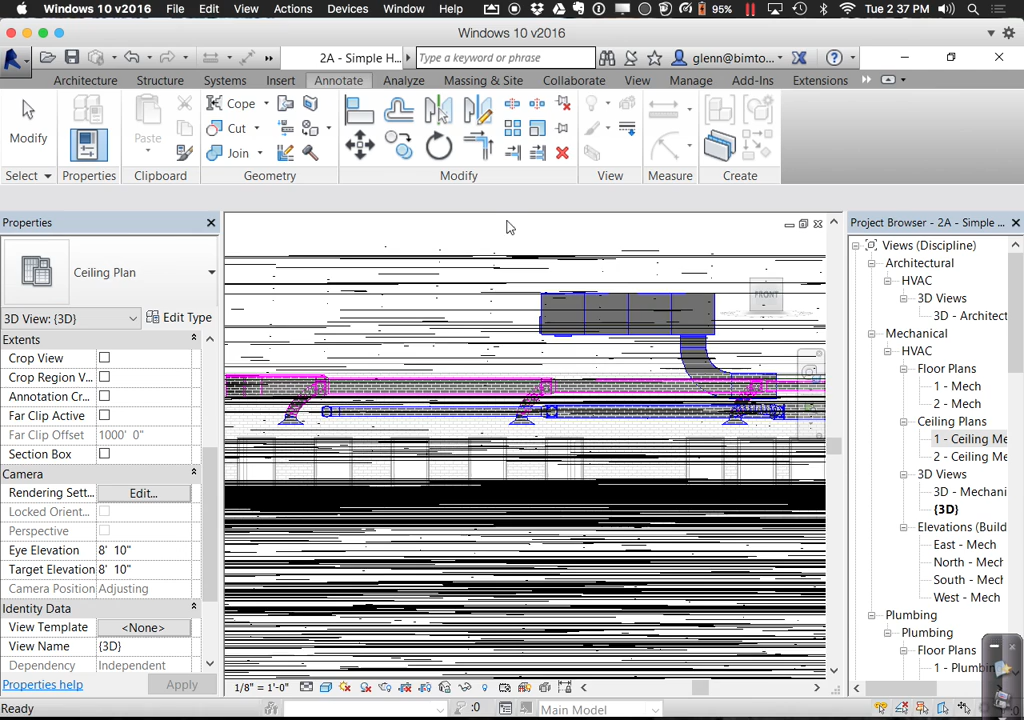 Windows 10 v2016 File Edit View Actions Devices Window Help 95% Tue 2 37 PM
Windows 10 v2016
2A - Simple H... Type a keyword or phrase glenn@bimto...
Architecture Structure Systems Insert Annotate Analyze Massing & Site Collaborate View Manage Add-Ins Extensions
Modify Paste Cope Cut Join
Select Properties Clipboard Geometry Modify View Measure Create
Properties
Ceiling Plan
3D View: {3D} Edit Type
Extents
Crop View
Crop Region V...
Annotation Cr...
Far Clip Active
Far Clip Offset 1000' 0"
Section Box
Camera
Rendering Sett... Edit...
Locked Orient...
Perspective
Eye Elevation 8' 10"
Target Elevation 8' 10"
Camera Position Adjusting
Identity Data
View Template <None>
View Name {3D}
Dependency Independent
Properties help Apply
FRONT
1/8" = 1'-0"
Project Browser - 2A - Simple ...
Views (Discipline)
Architectural
HVAC
3D Views
3D - Architect
Mechanical
HVAC
Floor Plans
1 - Mech
2 - Mech
Ceiling Plans
1 - Ceiling Me
2 - Ceiling Me
3D Views
3D - Mechani
{3D}
Elevations (Build
East - Mech
North - Mech
South - Mech
West - Mech
Plumbing
Plumbing
Floor Plans
1 - Plumbin
Ready :0 Main Model